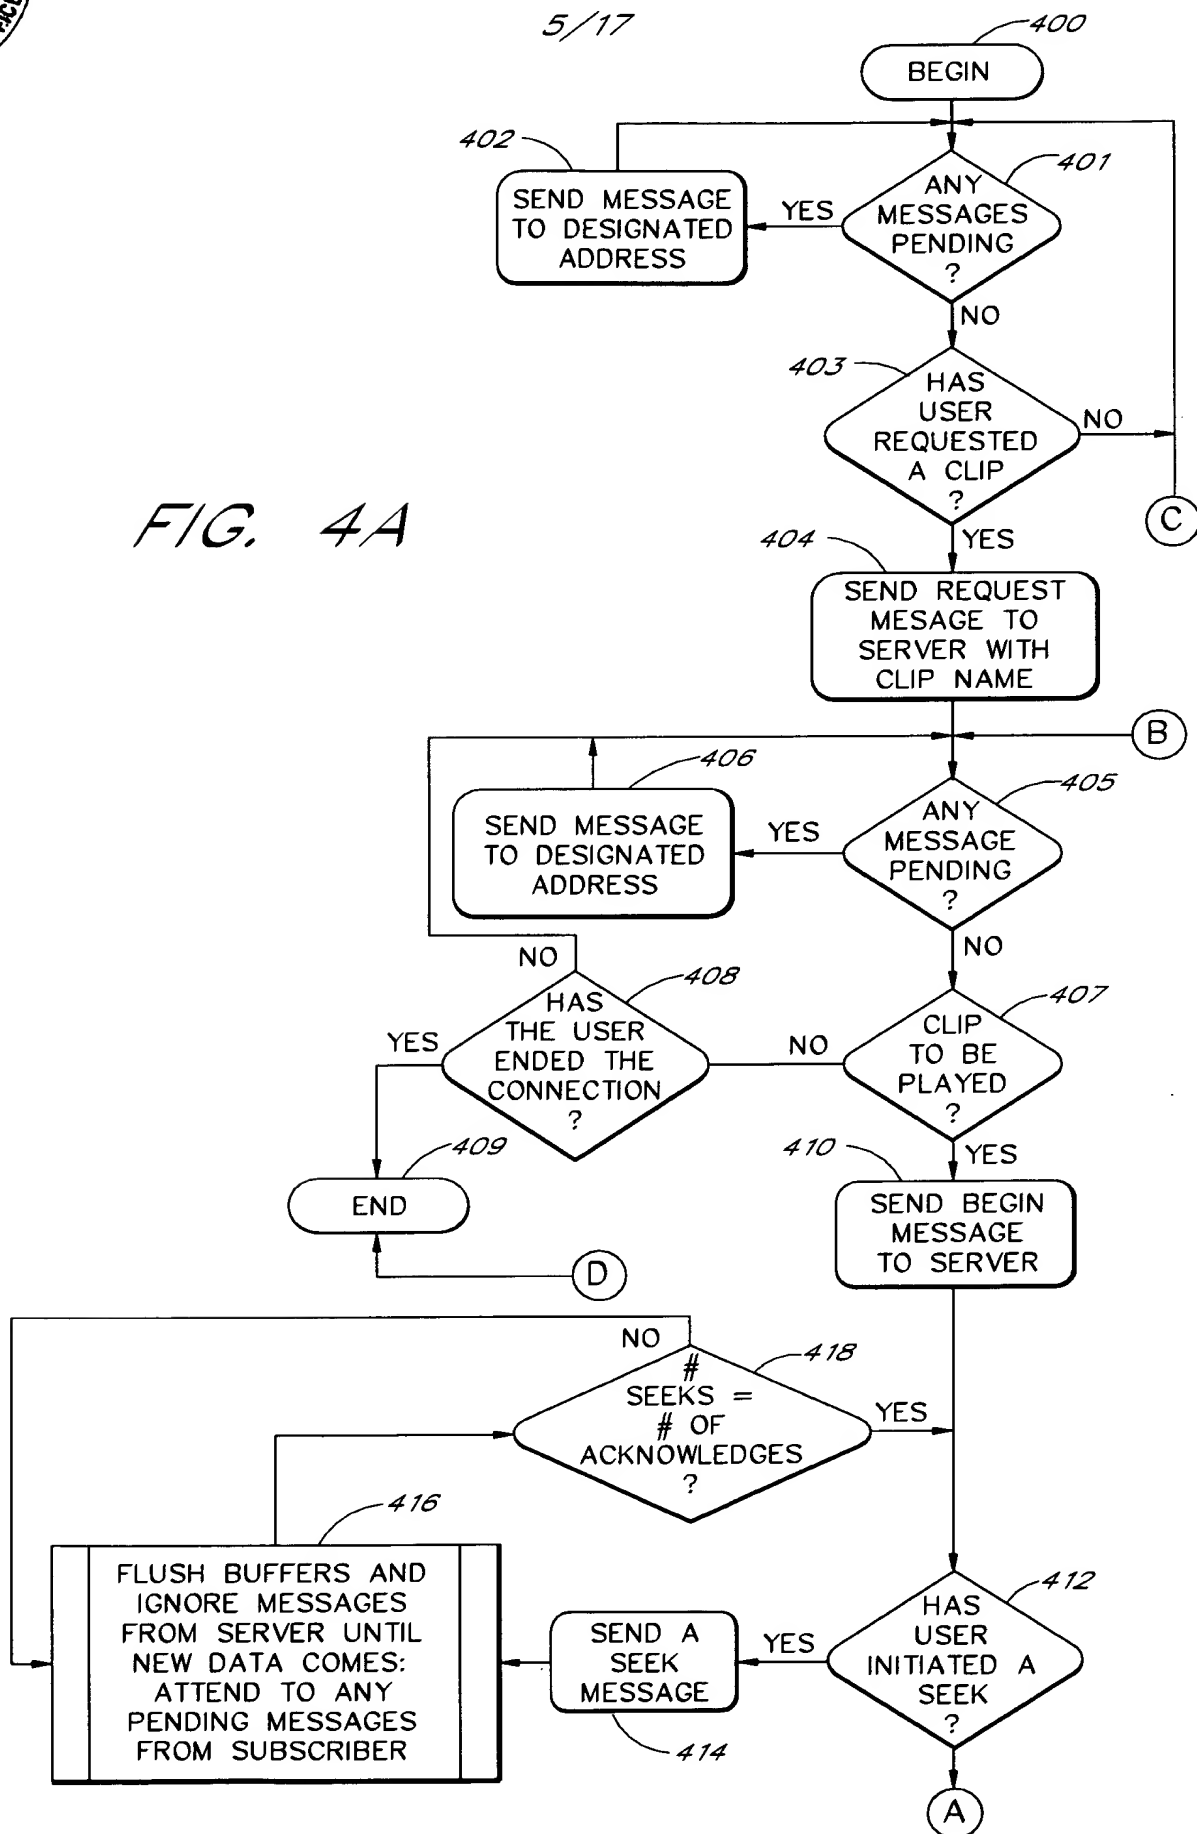 5/17
400
BEGIN
402
401
SEND MESSAGE
TO DESIGNATED
ADDRESS
YES
ANY
MESSAGES
PENDING
?
NO
403
HAS
USER
REQUESTED
A CLIP
?
NO
C
FIG. 4A
YES
404
SEND REQUEST
MESAGE TO
SERVER WITH
CLIP NAME
B
406
405
SEND MESSAGE
TO DESIGNATED
ADDRESS
YES
ANY
MESSAGE
PENDING
?
NO
NO
408
407
HAS
THE USER
ENDED THE
CONNECTION
?
YES
NO
CLIP
TO BE
PLAYED
?
409
END
410
YES
SEND BEGIN
MESSAGE
TO SERVER
D
NO
418
#
SEEKS =
# OF
ACKNOWLEDGES
?
YES
416
FLUSH BUFFERS AND
IGNORE MESSAGES
FROM SERVER UNTIL
NEW DATA COMES:
ATTEND TO ANY
PENDING MESSAGES
FROM SUBSCRIBER
SEND A
SEEK
MESSAGE
414
YES
412
HAS
USER
INITIATED A
SEEK
?
A